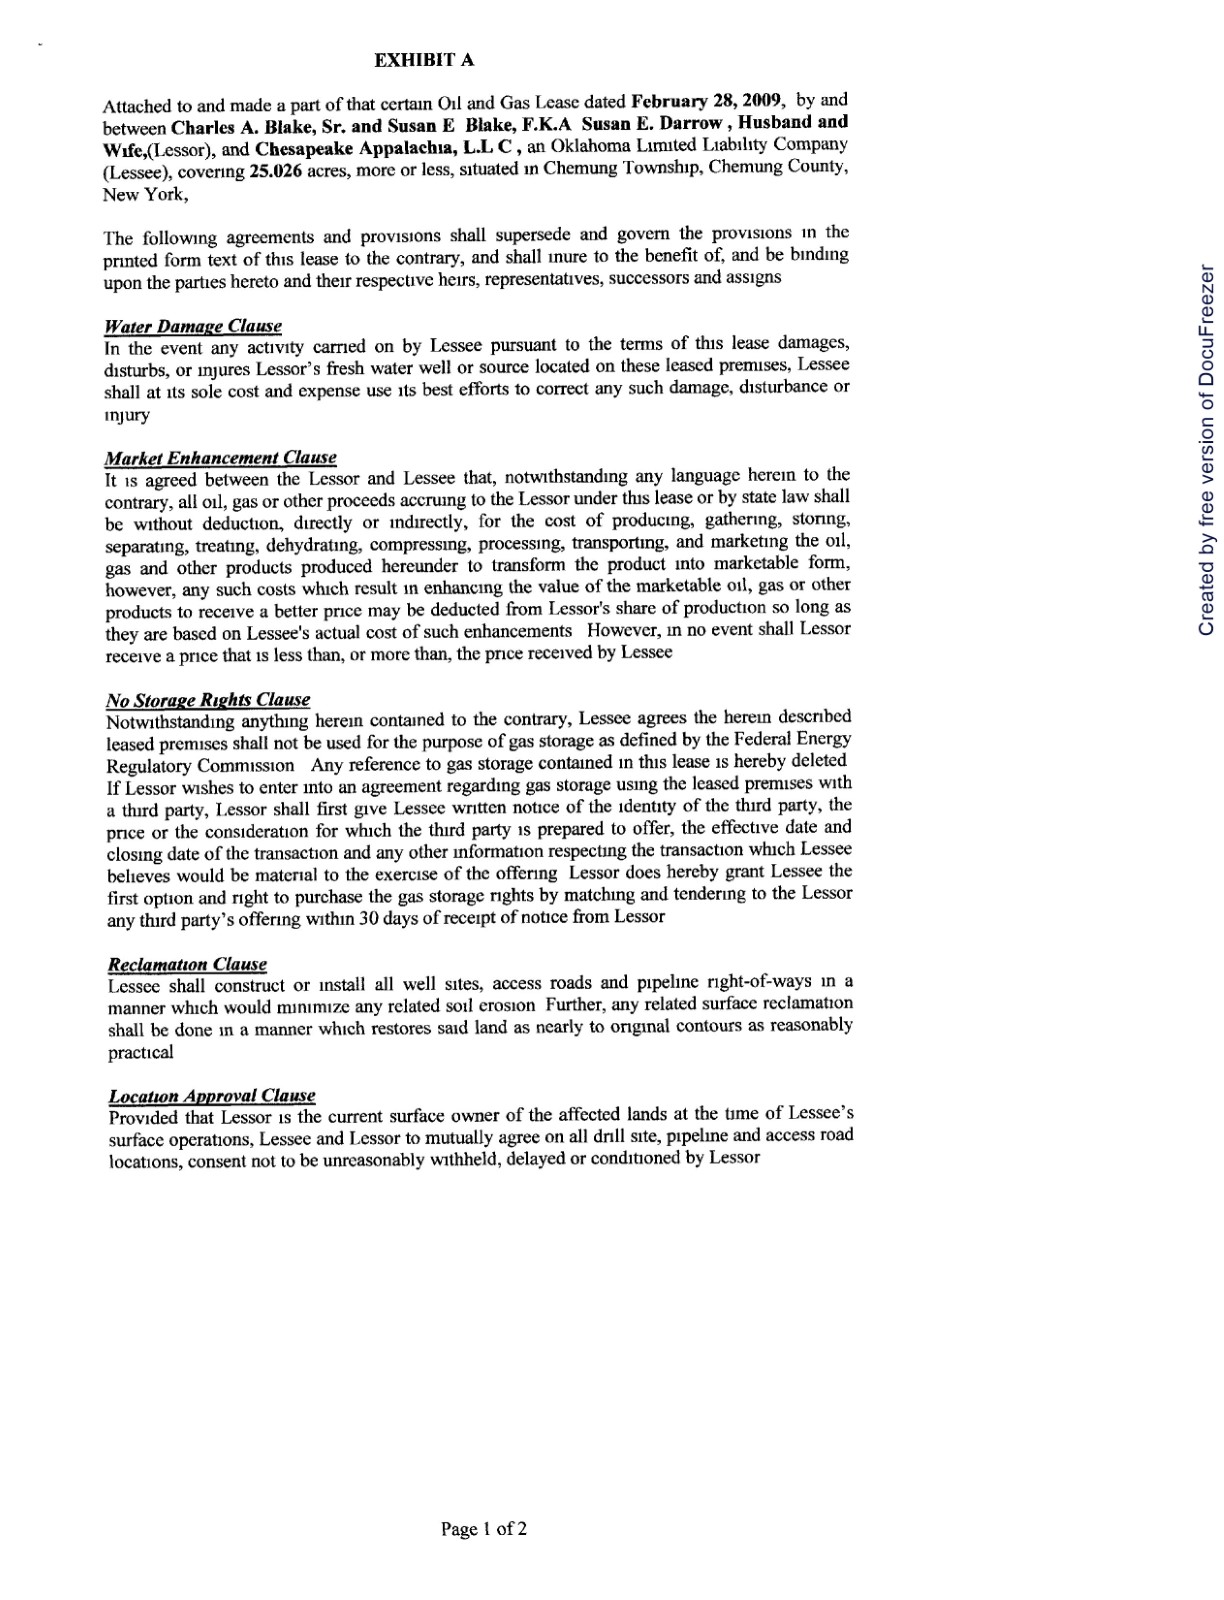 EXHIBIT A
Attached to and made a part of that certain Oil and Gas Lease dated February 28, 2009, by and
between Charles A. Blake, Sr. and Susan E Blake, F.K.A Susan E. Darrow , Husband and
Wife,(Lessor), and Chesapeake Appalachia, L.L C , an Oklahoma Limited Liability Company
(Lessee), covering 25.026 acres, more or less, situated in Chemung Township, Chemung County,
New York,
The following agreements and provisions shall supersede and govern the provisions in the
printed form text of this lease to the contrary, and shall inure to the benefit of, and be binding
upon the parties hereto and their respective heirs, representatives, successors and assigns
Water Damage Clause
In the event any activity carried on by Lessee pursuant to the terms of this lease damages,
disturbs, or injures Lessor's fresh water well or source located on these leased premises, Lessee
shall at its sole cost and expense use its best efforts to correct any such damage, disturbance or
injury
Market Enhancement Clause
It is agreed between the Lessor and Lessee that, notwithstanding any language herein to the
contrary, all oil, gas or other proceeds accruing to the Lessor under this lease or by state law shall
be without deduction, directly or indirectly, for the cost of producing, gathering, storing,
separating, treating, dehydrating, compressing, processing, transporting, and marketing the oil,
gas and other products produced hereunder to transform the product into marketable form,
however, any such costs which result in enhancing the value of the marketable oil, gas or other
products to receive a better price may be deducted from Lessor's share of production so long as
they are based on Lessee's actual cost of such enhancements However, in no event shall Lessor
receive a price that is less than, or more than, the price received by Lessee
No Storage Rights Clause
Notwithstanding anything herein contained to the contrary, Lessee agrees the herein described
leased premises shall not be used for the purpose of gas storage as defined by the Federal Energy
Regulatory Commission Any reference to gas storage contained in this lease is hereby deleted
If Lessor wishes to enter into an agreement regarding gas storage using the leased premises with
a third party, Lessor shall first give Lessee written notice of the identity of the third party, the
price or the consideration for which the third party is prepared to offer, the effective date and
closing date of the transaction and any other information respecting the transaction which Lessee
believes would be material to the exercise of the offering Lessor does hereby grant Lessee the
first option and right to purchase the gas storage rights by matching and tendering to the Lessor
any third party's offering within 30 days of receipt of notice from Lessor
Reclamation Clause
Lessee shall construct or install all well sites, access roads and pipeline right-of-ways in a
manner which would minimize any related soil erosion Further, any related surface reclamation
shall be done in a manner which restores said land as nearly to original contours as reasonably
practical
Location Approval Clause
Provided that Lessor is the current surface owner of the affected lands at the time of Lessee's
surface operations, Lessee and Lessor to mutually agree on all drill site, pipeline and access road
locations, consent not to be unreasonably withheld, delayed or conditioned by Lessor
Page 1 of 2
Created by free version of DocuFreezer